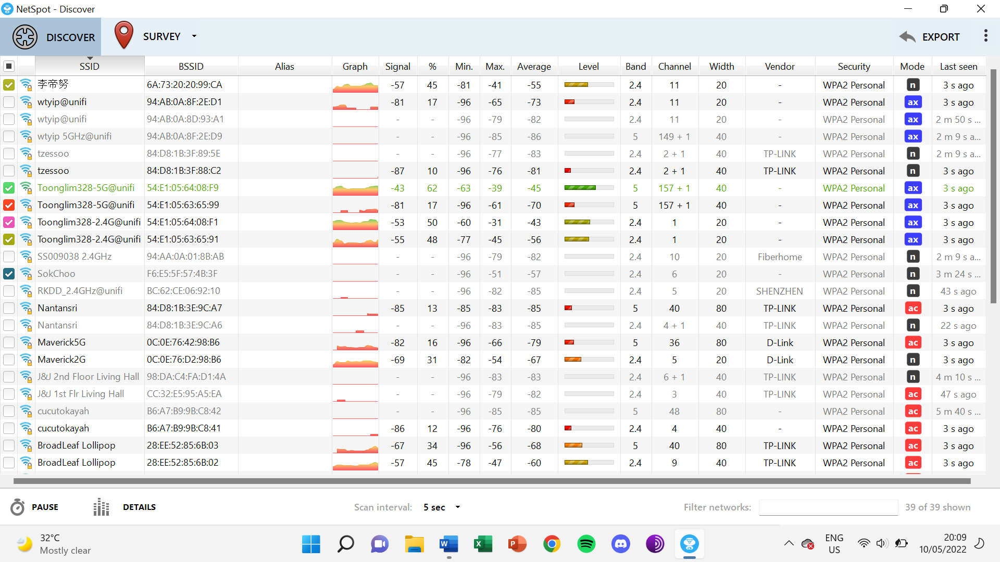 NetSpot - Discover
DISCOVER SURVEY EXPORT
SSID BSSID Alias Graph Signal % Min. Max. Average Level Band Channel Width Vendor Security Mode Last seen
李帝努 6A:73:20:20:99:CA -57 45 -81 -41 -55 2.4 11 20 - WPA2 Personal n 3 s ago
wtyip@unifi 94:AB:0A:8F:2E:D1 -81 17 -96 -65 -73 2.4 11 20 - WPA2 Personal ax 3 s ago
wtyip@unifi 94:AB:0A:8D:93:A1 - - -96 -79 -82 2.4 11 20 - WPA2 Personal ax 2 m 50 s ...
wtyip 5GHz@unifi 94:AB:0A:8F:2E:D9 - - -96 -85 -86 5 149 + 1 40 - WPA2 Personal ax 2 m 9 s a...
tzessoo 84:D8:1B:3F:89:5E - - -96 -77 -83 2.4 2 + 1 40 TP-LINK WPA2 Personal n 2 m 9 s a...
tzessoo 84:D8:1B:3F:88:C2 -87 10 -96 -76 -81 2.4 2 + 1 40 TP-LINK WPA2 Personal n 3 s ago
Toonglim328-5G@unifi 54:E1:05:64:08:F9 -43 62 -63 -39 -45 5 157 + 1 40 - WPA2 Personal ax 3 s ago
Toonglim328-5G@unifi 54:E1:05:63:65:99 -81 17 -96 -61 -70 5 157 + 1 40 - WPA2 Personal ax 3 s ago
Toonglim328-2.4G@unifi 54:E1:05:64:08:F1 -53 50 -60 -31 -43 2.4 1 20 - WPA2 Personal ax 3 s ago
Toonglim328-2.4G@unifi 54:E1:05:63:65:91 -55 48 -77 -45 -56 2.4 1 20 - WPA2 Personal ax 3 s ago
SS009038 2.4GHz 94:AA:0A:01:8B:AB - - -96 -79 -82 2.4 10 20 Fiberhome WPA2 Personal n 2 m 9 s a...
SokChoo F6:E5:5F:57:4B:3F - - -96 -51 -57 2.4 6 20 - WPA2 Personal n 3 m 24 s ...
RKDD_2.4GHz@unifi BC:62:CE:06:92:10 - - -96 -82 -85 2.4 5 20 SHENZHEN WPA2 Personal n 43 s ago
Nantansri 84:D8:1B:3E:9C:A7 -85 13 -85 -83 -85 5 40 80 TP-LINK WPA2 Personal ac 3 s ago
Nantansri 84:D8:1B:3E:9C:A6 - - -96 -83 -85 2.4 4 + 1 40 TP-LINK WPA2 Personal n 22 s ago
Maverick5G 0C:0E:76:42:98:B6 -82 16 -96 -66 -79 5 36 80 D-Link WPA2 Personal ac 3 s ago
Maverick2G 0C:0E:76:D2:98:B6 -69 31 -82 -54 -67 2.4 5 20 D-Link WPA2 Personal n 3 s ago
J&J 2nd Floor Living Hall 98:DA:C4:FA:D1:4A - - -96 -83 -83 2.4 6 + 1 40 TP-LINK WPA2 Personal n 4 m 10 s ...
J&J 1st Flr Living Hall CC:32:E5:95:A5:EA - - -96 -79 -82 2.4 3 40 TP-LINK WPA2 Personal ac 47 s ago
cucutokayah B6:A7:B9:9B:C8:42 - - -96 -85 -85 5 48 80 - WPA2 Personal ac 5 m 40 s ...
cucutokayah B6:A7:B9:9B:C8:41 -86 12 -96 -76 -80 2.4 4 40 - WPA2 Personal ac 3 s ago
BroadLeaf Lollipop 28:EE:52:85:6B:03 -67 34 -96 -56 -68 5 40 80 TP-LINK WPA2 Personal ac 3 s ago
BroadLeaf Lollipop 28:EE:52:85:6B:02 -57 45 -78 -47 -60 2.4 9 40 TP-LINK WPA2 Personal ac 3 s ago
PAUSE DETAILS Scan interval: 5 sec Filter networks: 39 of 39 shown
32°C
Mostly clear
W X P
ENG
US
20:09
10/05/2022